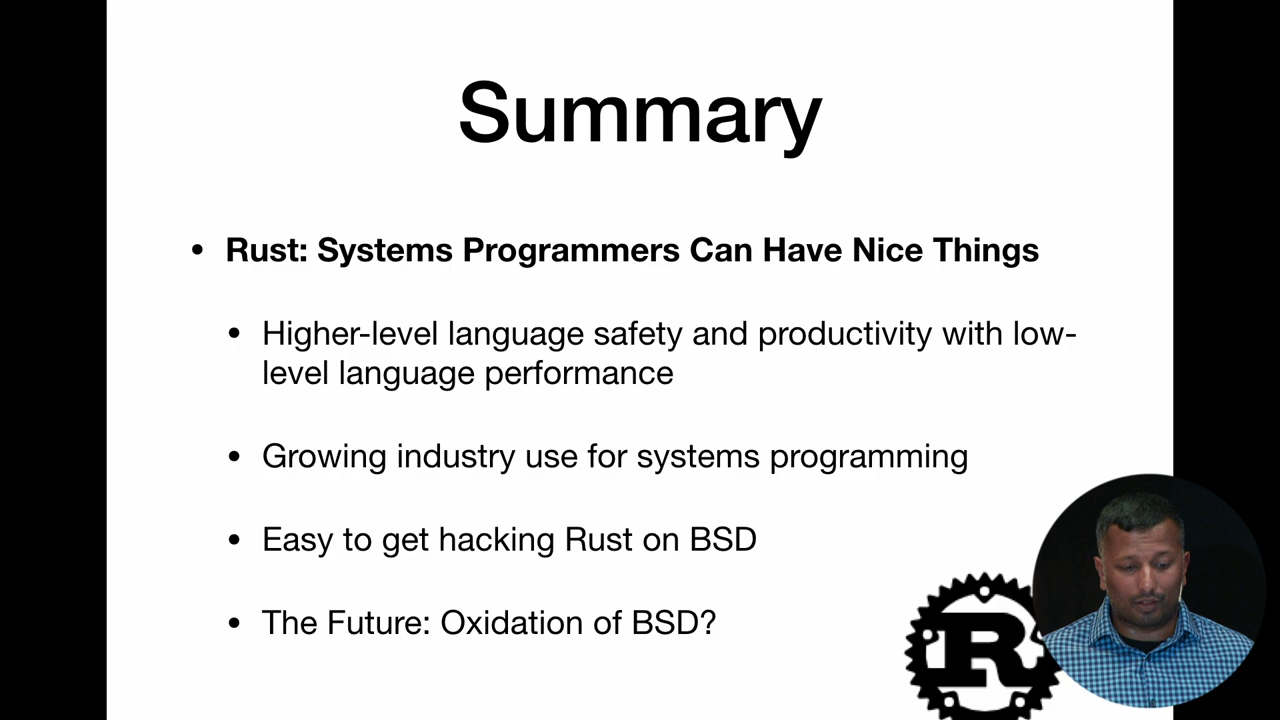 Summary
• Rust: Systems Programmers Can Have Nice Things
• Higher-level language safety and productivity with low-
level language performance
• Growing industry use for systems programming
• Easy to get hacking Rust on BSD
• The Future: Oxidation of BSD?
R